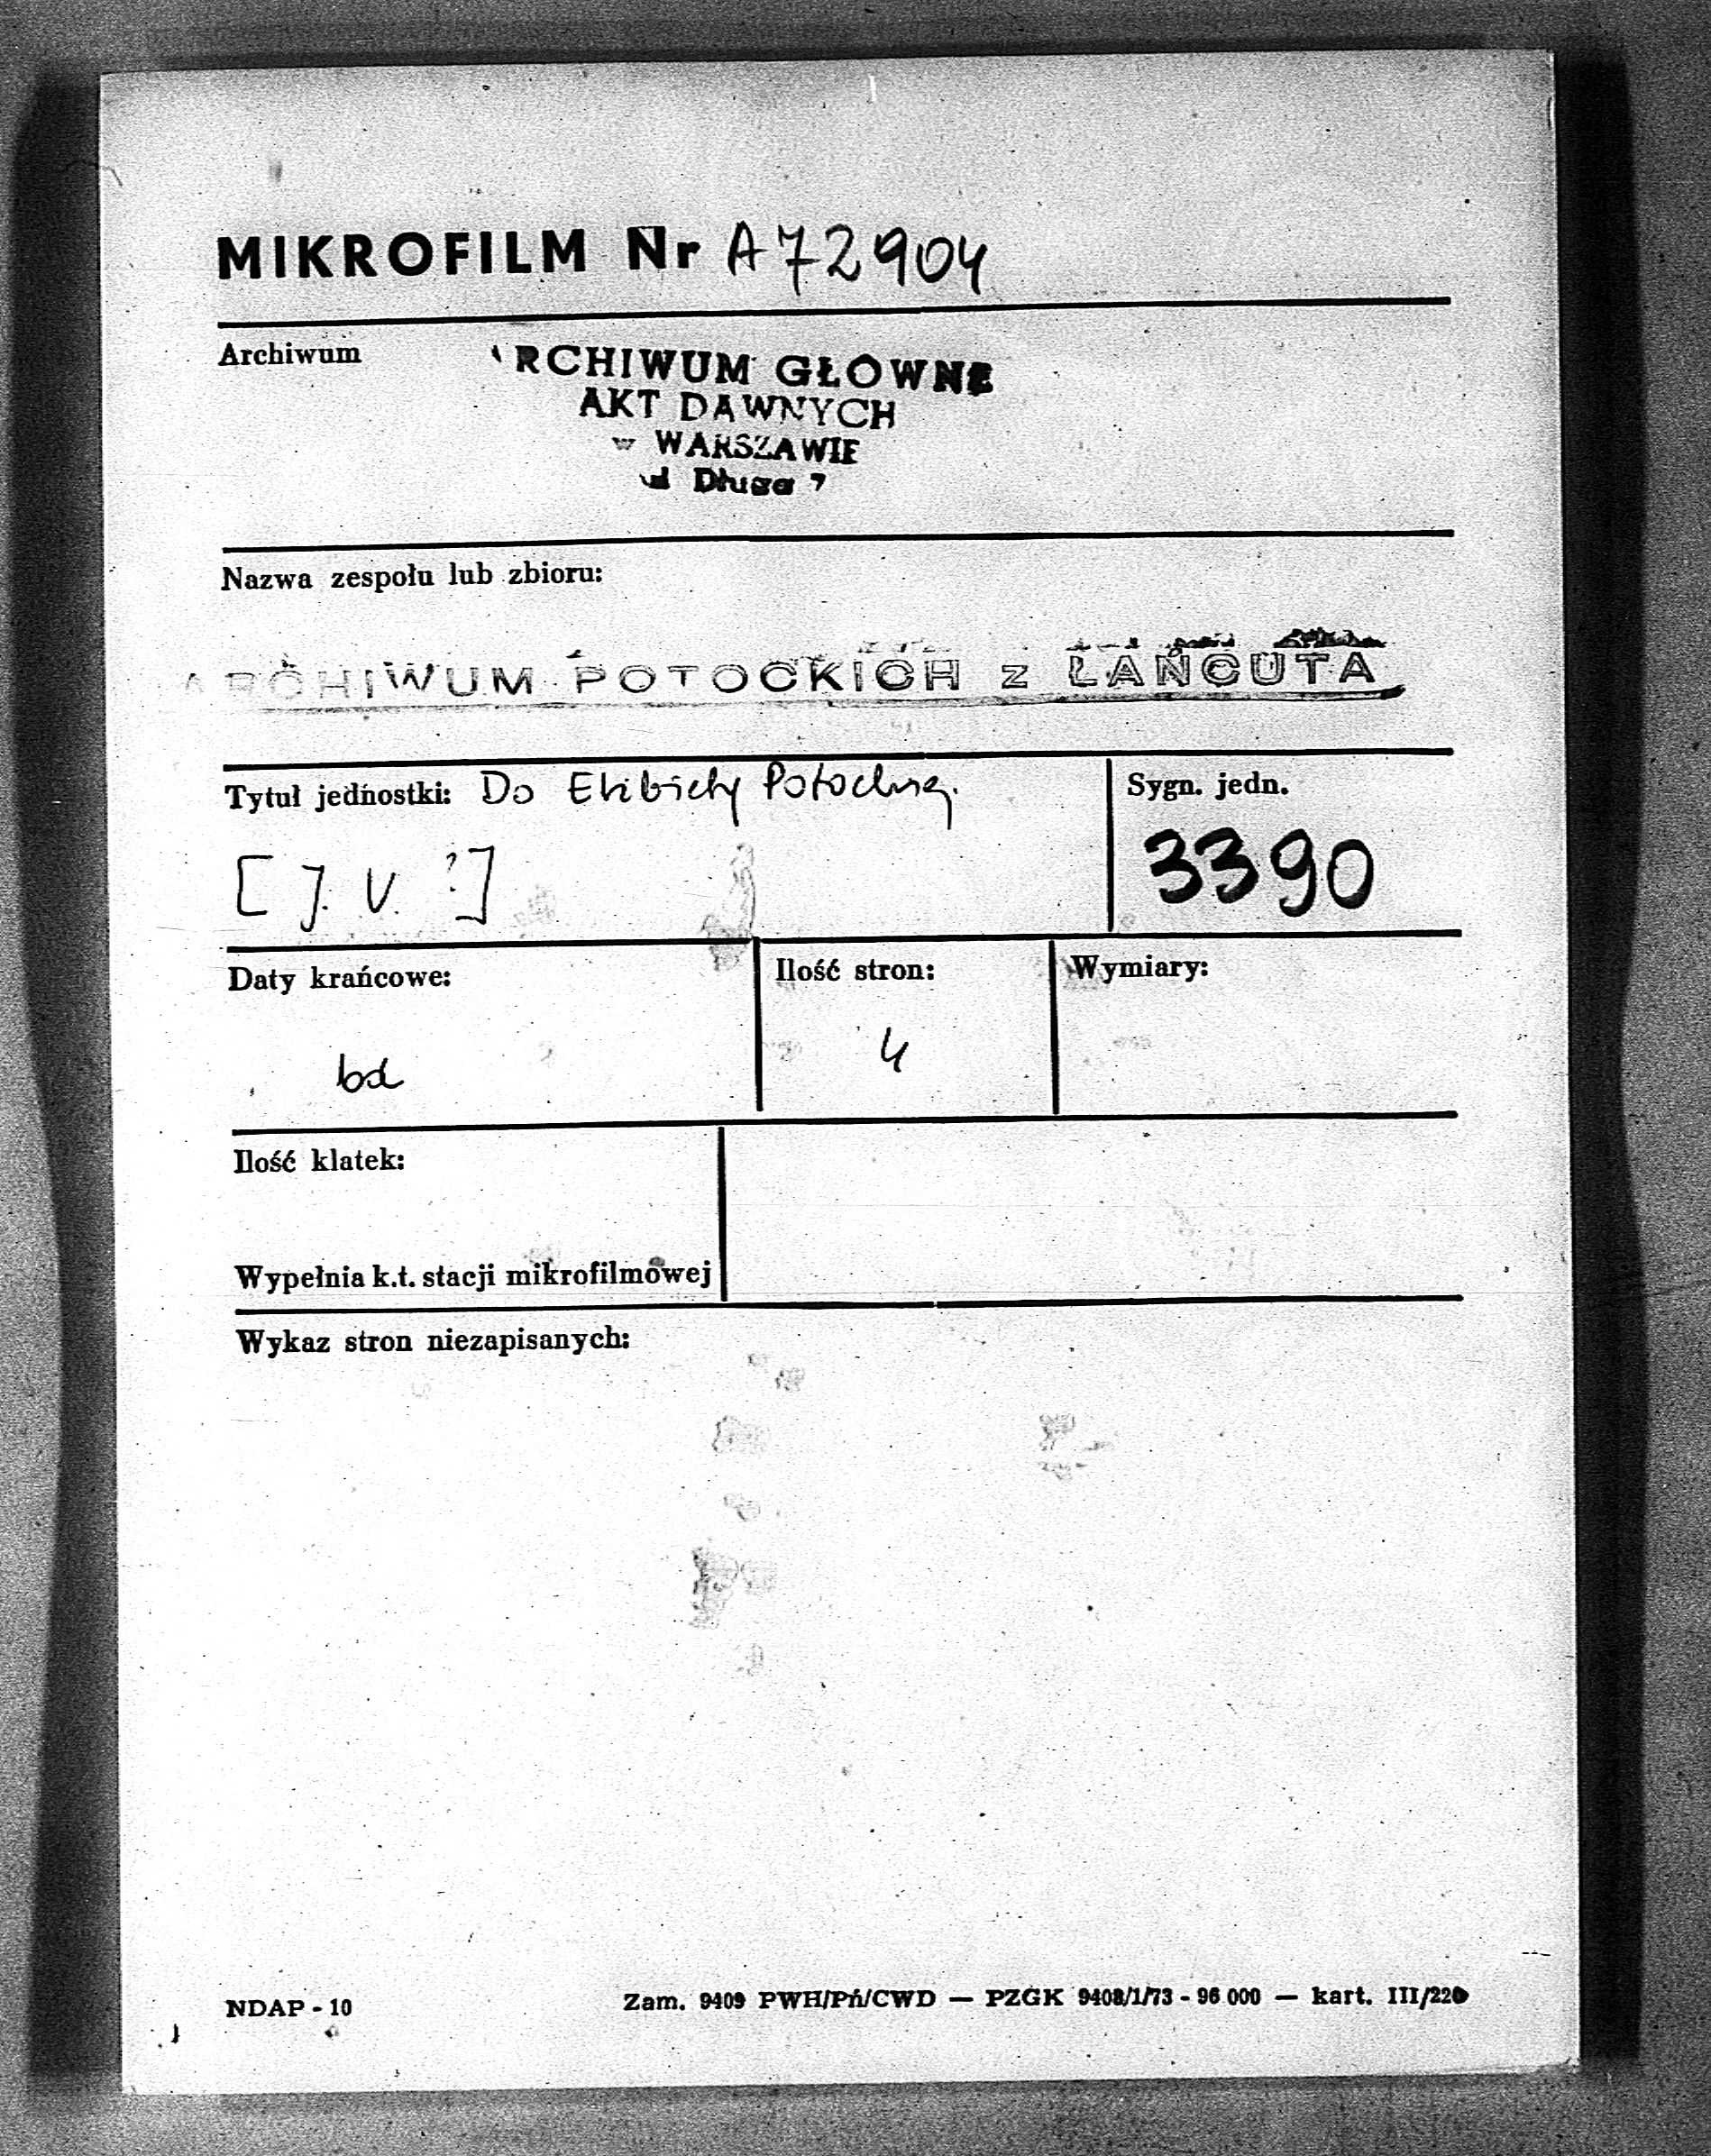 MIKROFILM Nr A72904
Archiwum
ARCHIWUM GŁÓWNE
AKT DAWNYCH
w WARSZAWIE
ul Długa 7
Nazwa zespołu lub zbioru:
ARCHIWUM POTOCKICH z ŁAŃCUTA
Tytuł jednostki: Do Elżbiety Potockiej.
[J. V. ?]
Sygn. jedn.
3390
Daty krańcowe:
bd
Ilość stron:
4
Wymiary:
Ilość klatek:
Wypełnia k.t. stacji mikrofilmowej
Wykaz stron niezapisanych:
NDAP - 10
Zam. 9409 PWH/Pń/CWD — PZGK 9408/1/73 - 96 000 — kart. III/220